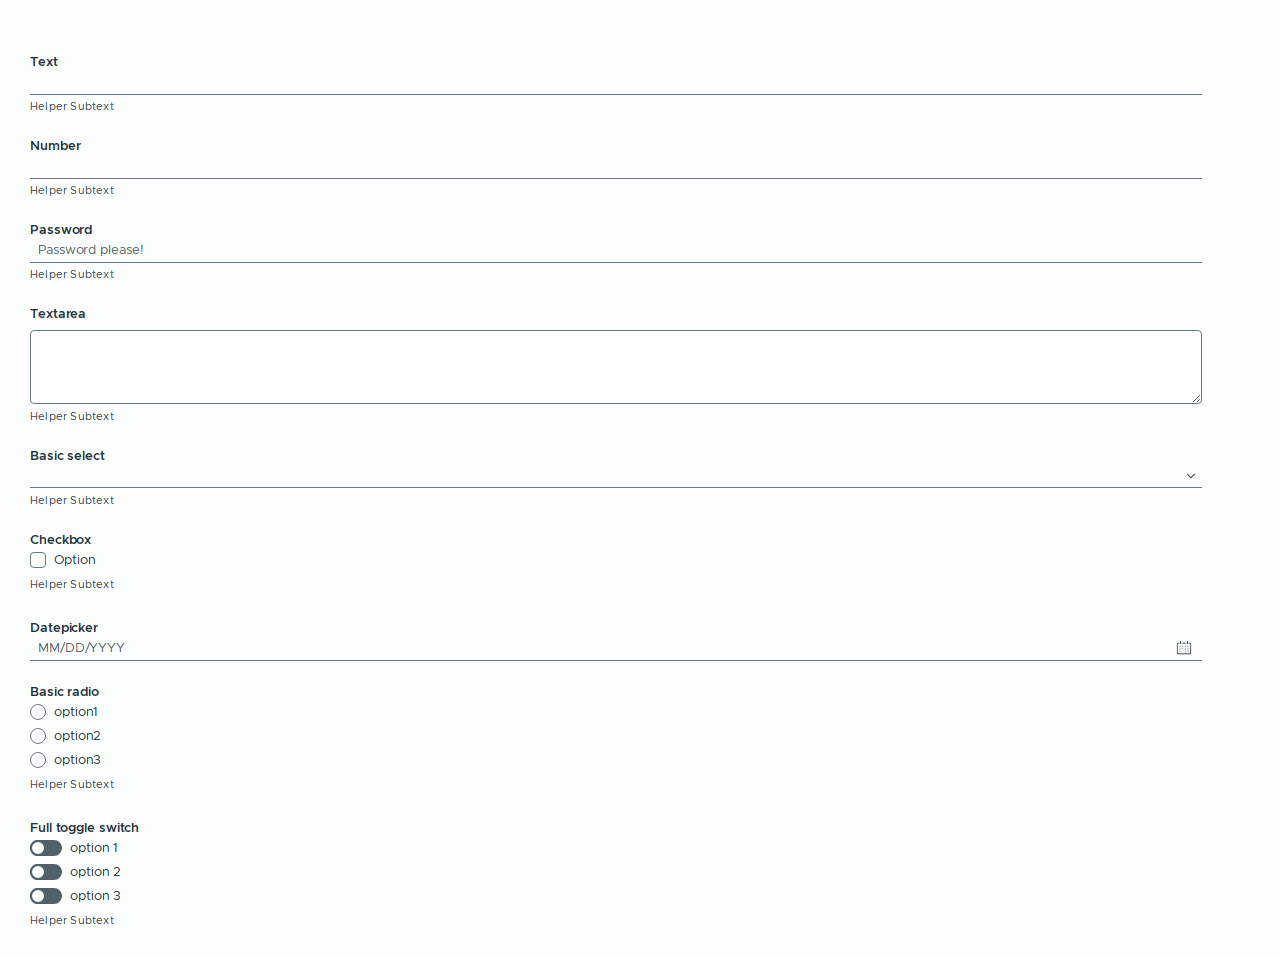 Text
Helper Subtext
Number
Helper Subtext
Password
Password please!
Helper Subtext
Textarea
Helper Subtext
Basic select
Helper Subtext
Checkbox
Option
Helper Subtext
Datepicker
MM/DD/YYYY
Basic radio
option1
option2
option3
Helper Subtext
Full toggle switch
option 1
option 2
option 3
Helper Subtext